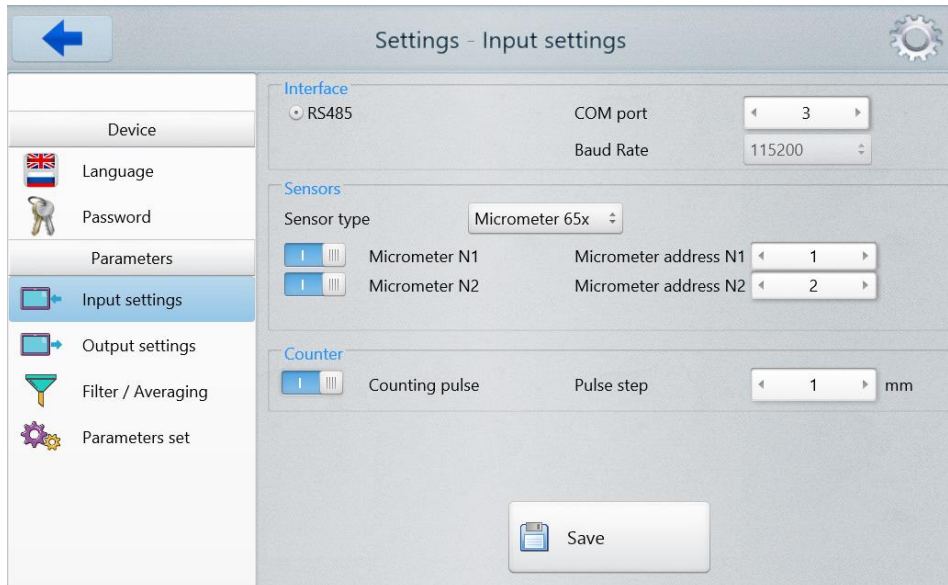 Settings - Input settings
Device
Language
Password
Parameters
Input settings
Output settings
Filter / Averaging
Parameters set
Interface
RS485
COM port 3
Baud Rate 115200
Sensors
Sensor type Micrometer 65x
Micrometer N1 Micrometer address N1 1
Micrometer N2 Micrometer address N2 2
Counter
Counting pulse Pulse step 1 mm
Save